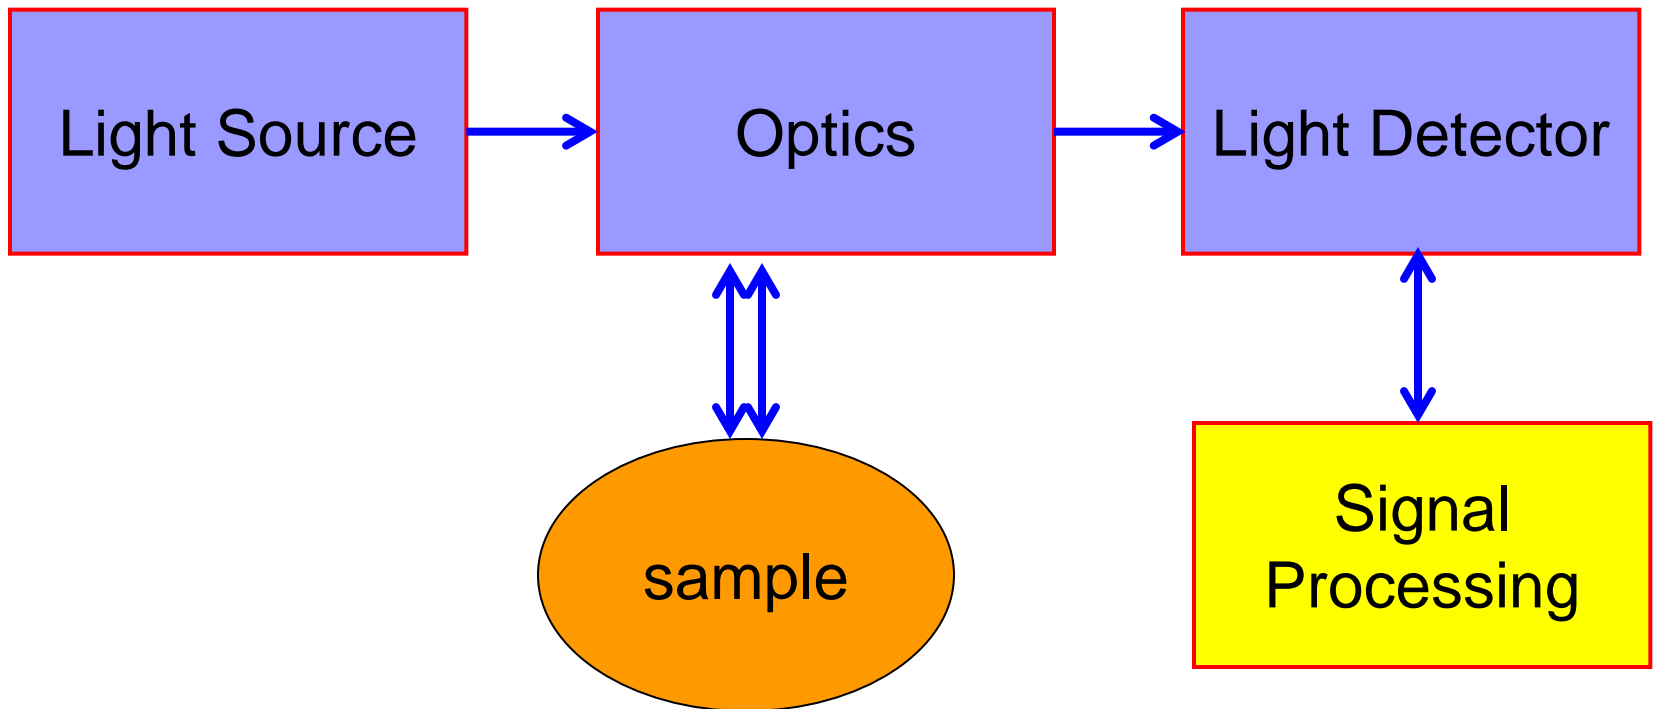 Light Source
Optics
Light Detector
sample
Signal
Processing